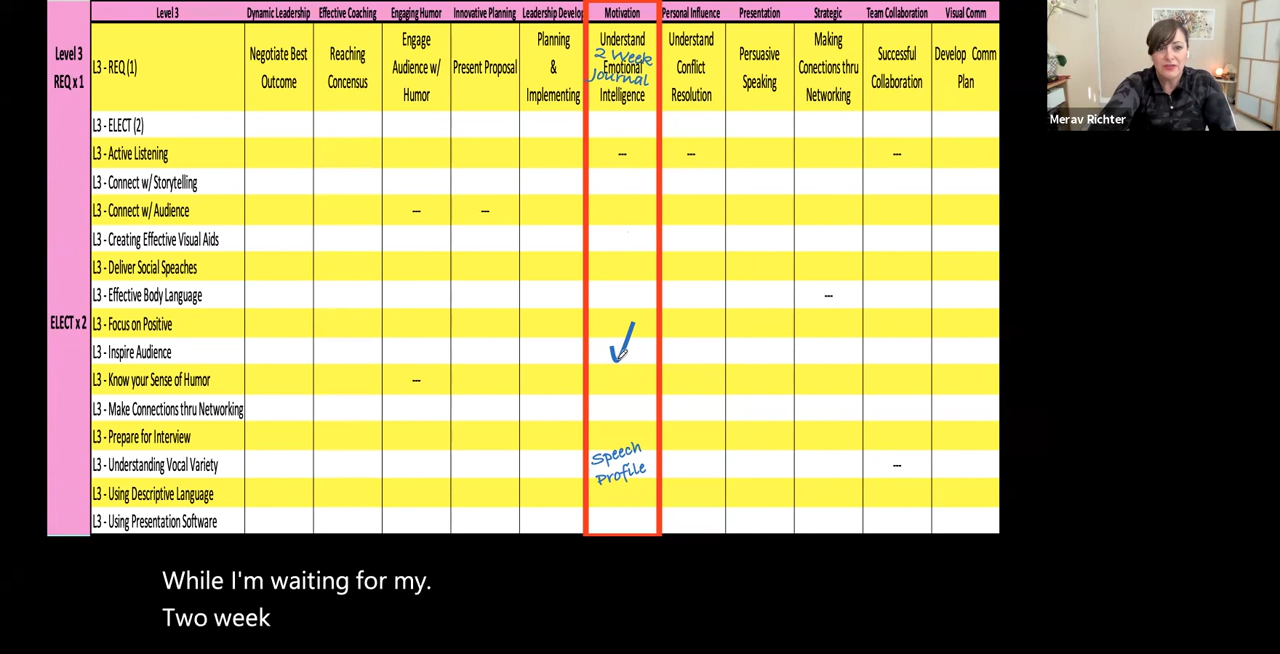 Level 3 Dynamic Leadership Effective Coaching Engaging Humor Innovative Planning Leadership Develop Motivation Personal Influence Presentation Strategic Team Collaboration Visual Comm
Level 3
REQ x 1
L3 - REQ (1)
Negotiate Best
Outcome
Reaching
Consensus
Engage
Audience w/
Humor
Present Proposal
Planning
&
Implementing
Understand
Emotional
Intelligence
2 Week
Journal
Understand
Conflict
Resolution
Persuasive
Speaking
Making
Conections thru
Networking
Successful
Collaboration
Develop Comm
Plan
ELECT x 2
L3 - ELECT (2)
L3 - Active Listening --- --- ---
L3 - Connect w/ Storytelling
L3 - Connect w/ Audience --- ---
L3 - Creating Effective Visual Aids
L3 - Deliver Social Speaches
L3 - Effective Body Language ---
L3 - Focus on Positive
L3 - Inspire Audience
L3 - Know your Sense of Humor ---
L3 - Make Connections thru Networking
L3 - Prepare for Interview
L3 - Understanding Vocal Variety ---
L3 - Using Descriptive Language
L3 - Using Presentation Software
Speech
Profile
Merav Richter
While I'm waiting for my.
Two week